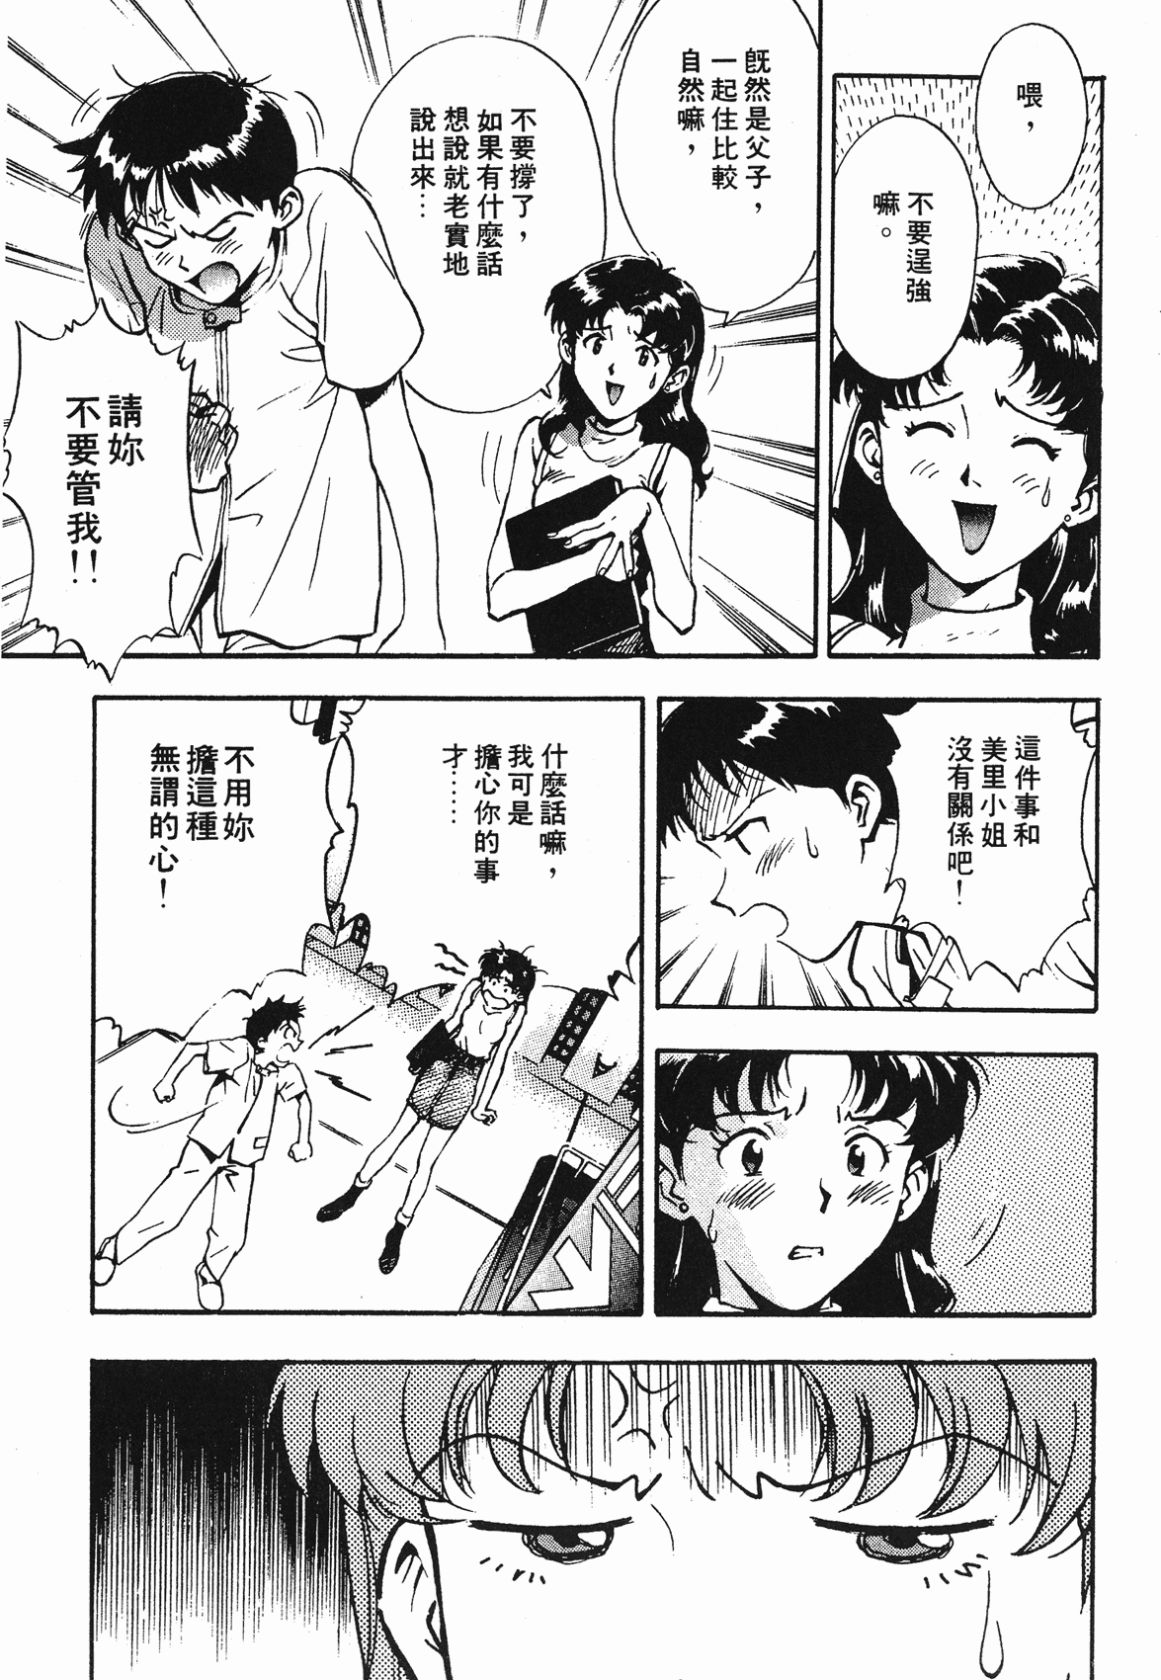 喂，
不要逞強
嘛。
既然是父子，
一起住比較
自然嘛，
不要撐了，
如果有什麼話
想說就老實地
說出來…
請妳
不要管我!!
這件事和
美里小姐
沒有關係吧！
什麼話嘛，
我可是
擔心你的事
才……
不用妳
擔這種
無謂的心！